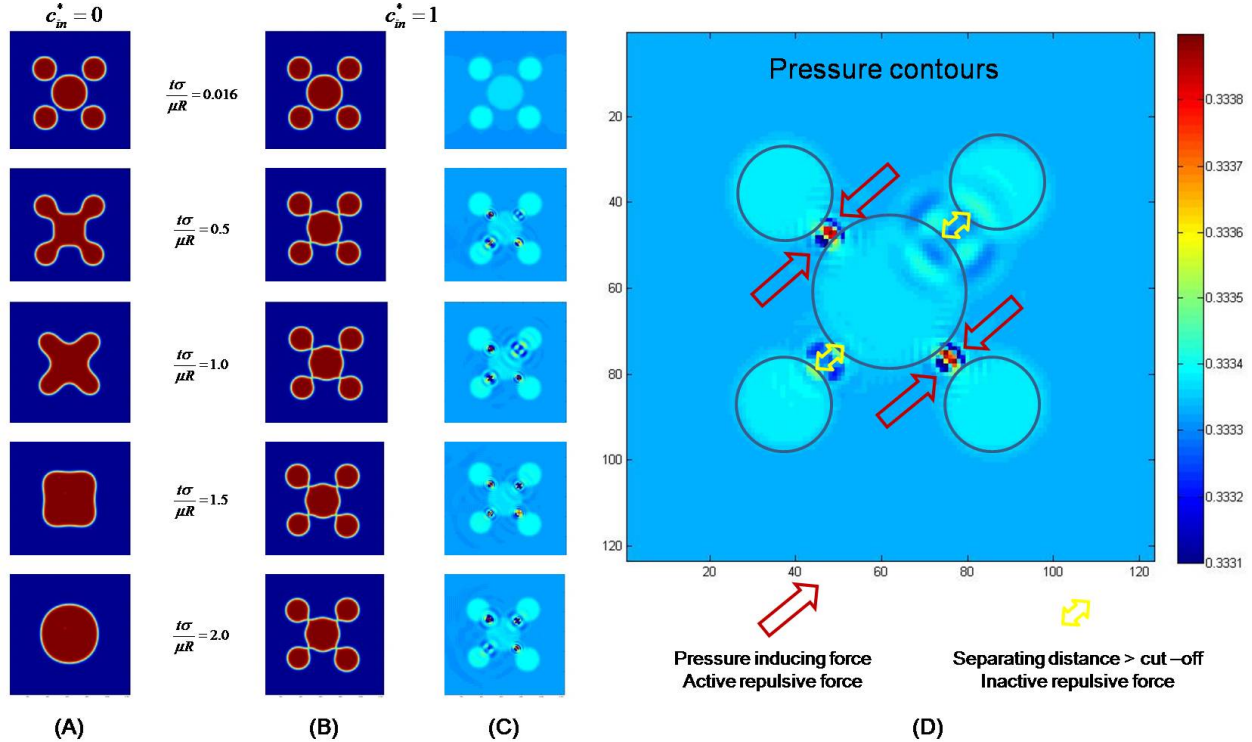 c*in = 0
c*in = 1
tσ/μR = 0.016
tσ/μR = 0.5
tσ/μR = 1.0
tσ/μR = 1.5
tσ/μR = 2.0
(A)
(B)
(C)
Pressure contours
20
40
60
80
100
120
20
40
60
80
100
120
0.3338
0.3337
0.3336
0.3335
0.3334
0.3333
0.3332
0.3331
Pressure inducing force
Active repulsive force
Separating distance > cut –off
Inactive repulsive force
(D)